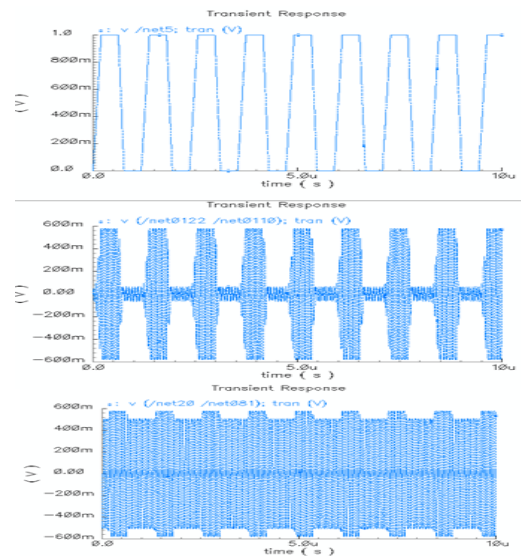 Transient Response
: v /net5; tran (V)
1.0
800m
600m
400m
200m
0.0
(V)
0.0
5.0u
10u
time ( s )
Transient Response
: v (/net0122 /net0110); tran (V)
600m
400m
200m
0.00
-200m
-400m
-600m
(V)
0.0
5.0u
10u
time ( s )
Transient Response
: v (/net20 /net081); tran (V)
600m
400m
200m
0.00
-200m
-400m
-600m
(V)
0.0
5.0u
10u
time ( s )